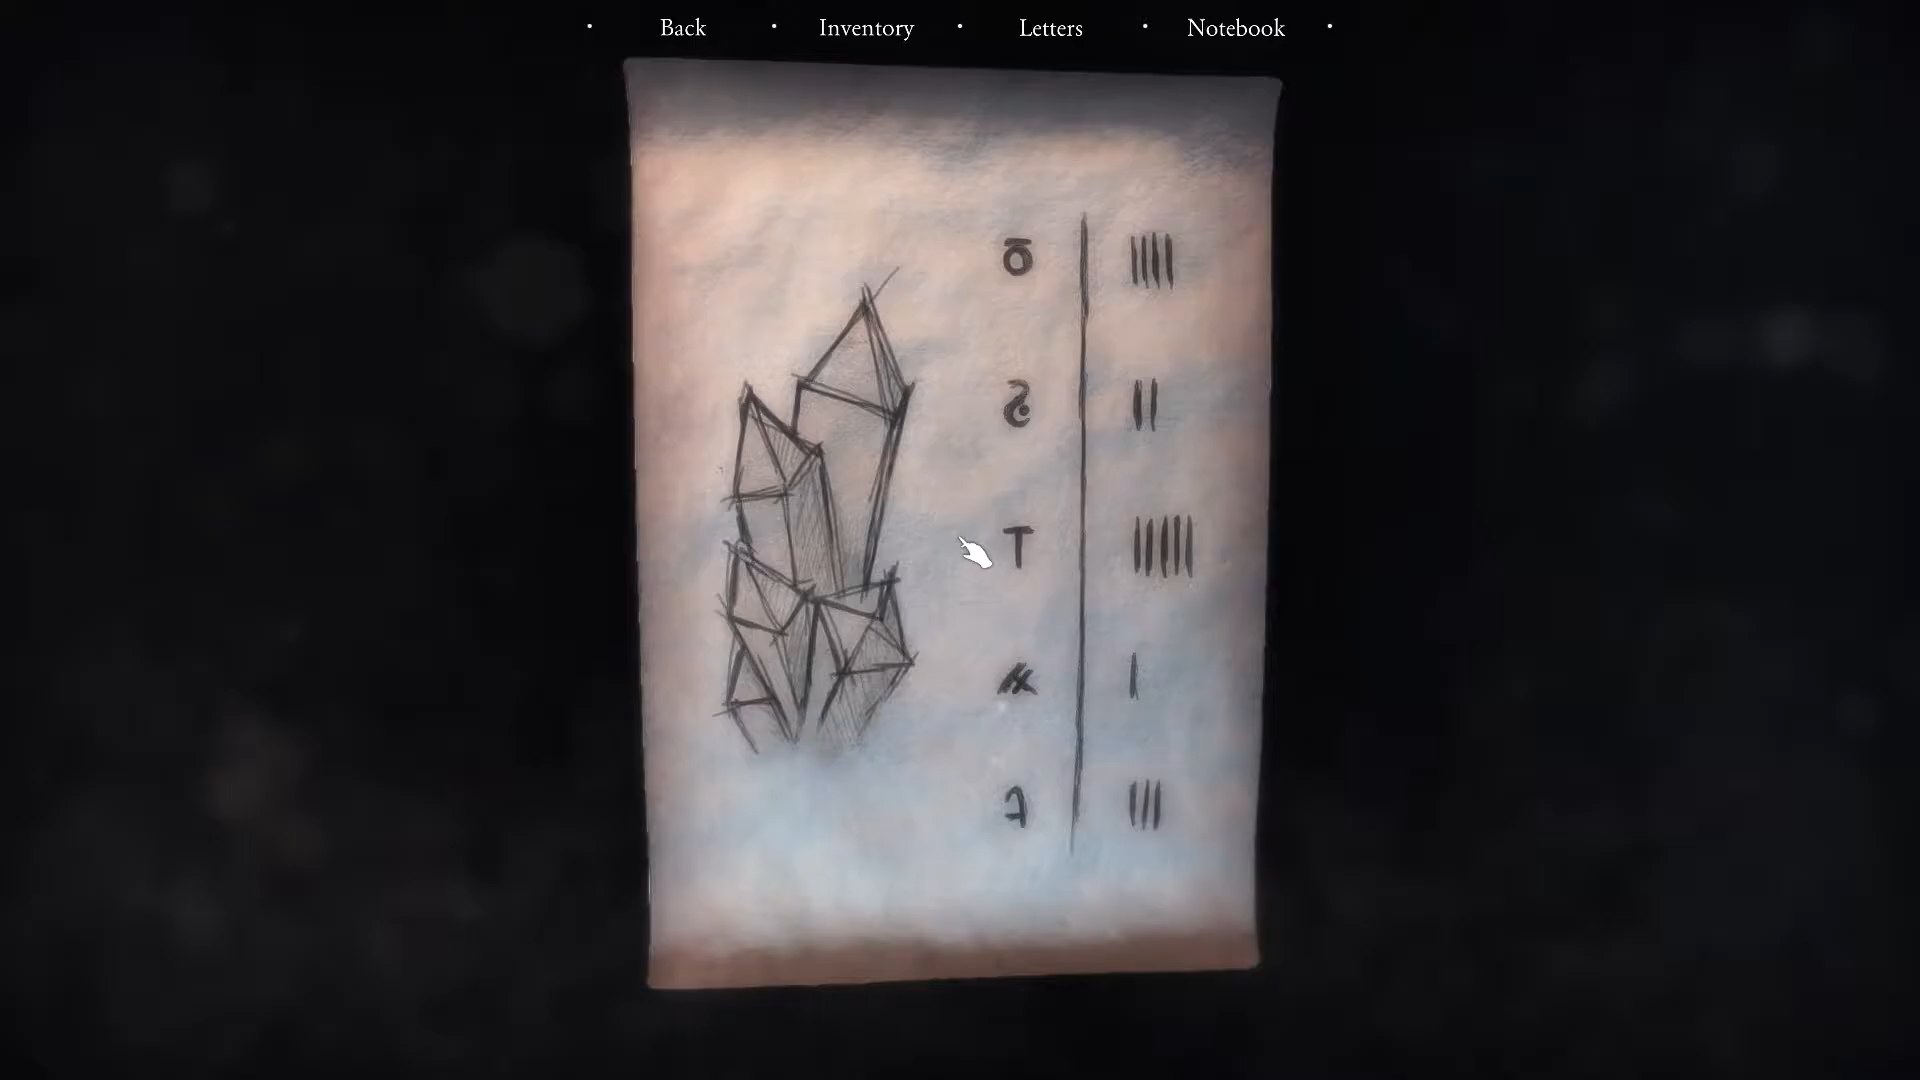 Back Inventory Letters Notebook
ō ||||
||
T |||||
|
|||